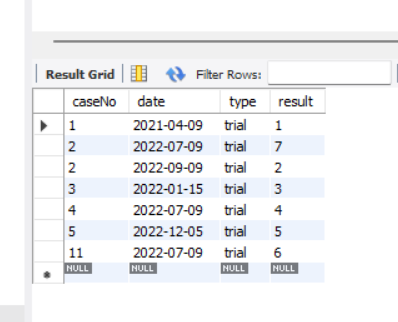 Result Grid Filter Rows:
caseNo date type result
1 2021-04-09 trial 1
2 2022-07-09 trial 7
2 2022-09-09 trial 2
3 2022-01-15 trial 3
4 2022-07-09 trial 4
5 2022-12-05 trial 5
11 2022-07-09 trial 6
NULL NULL NULL NULL